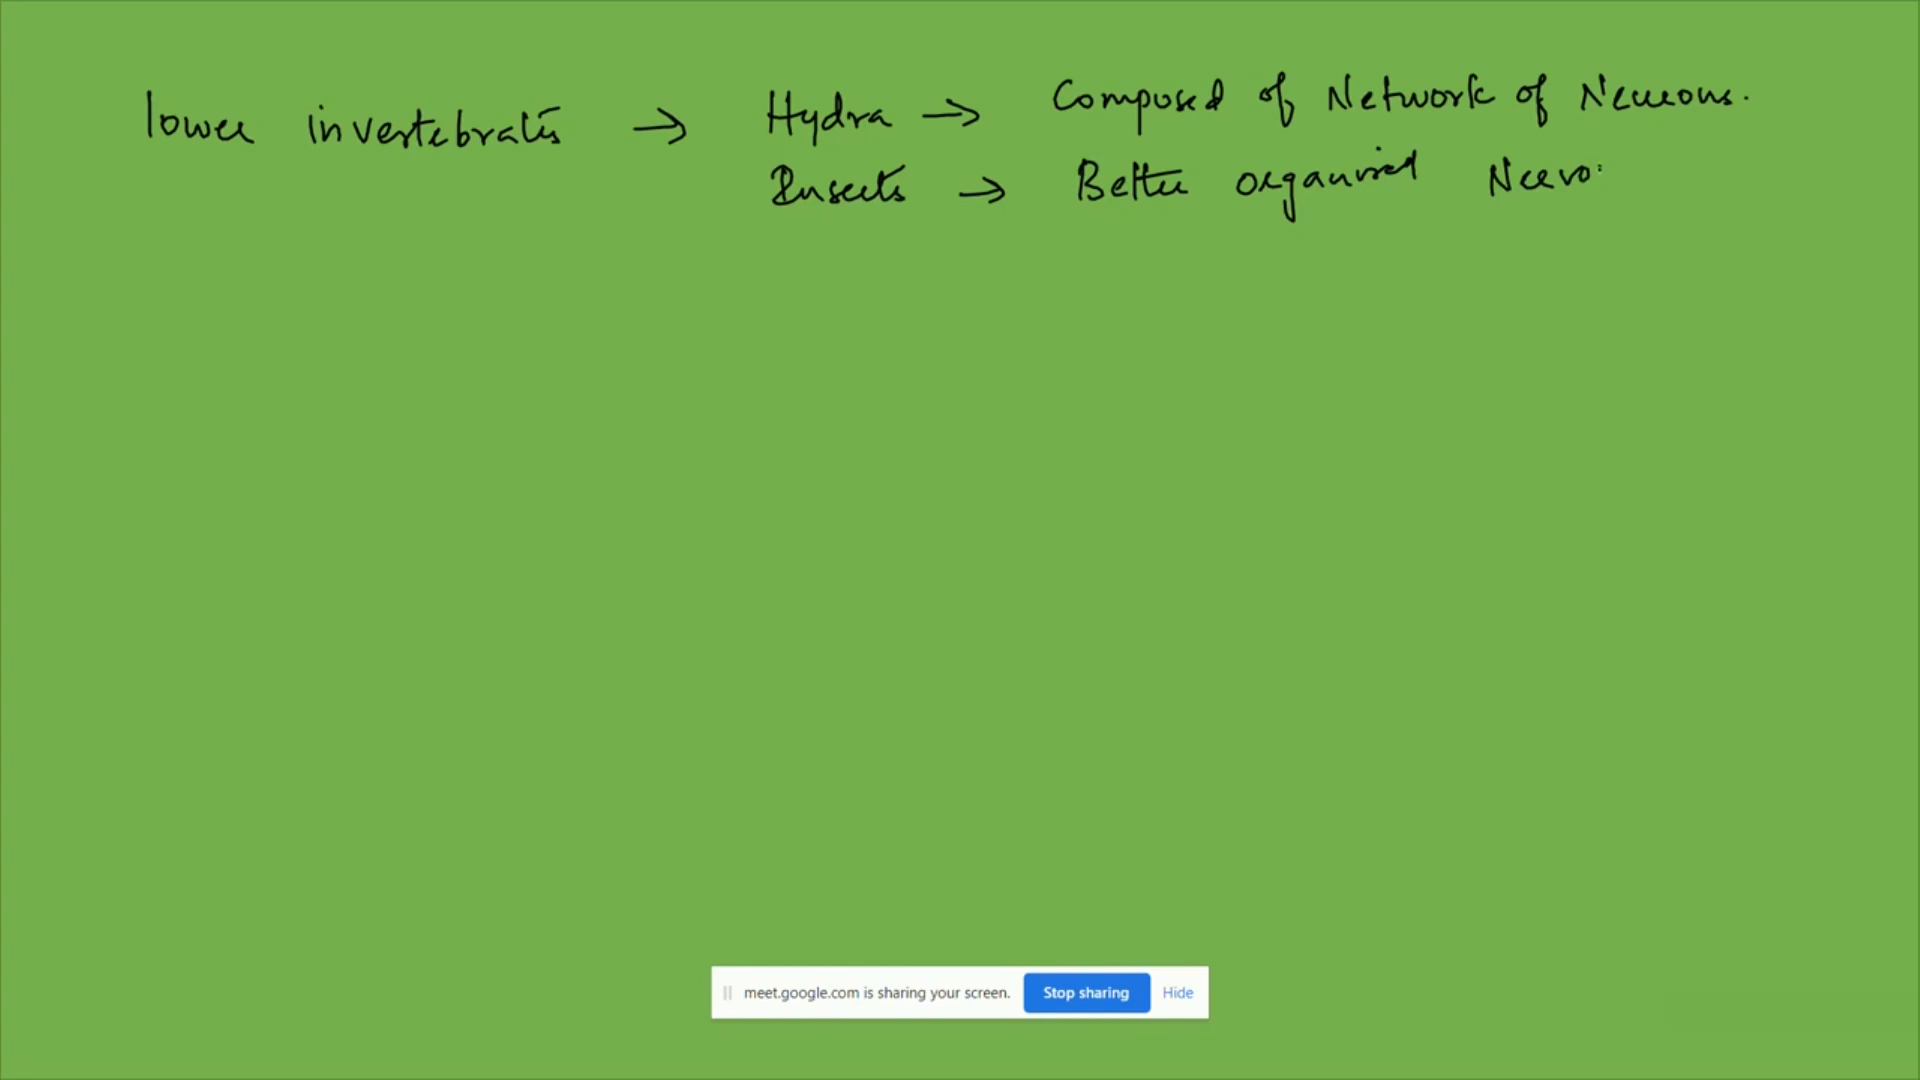 lower invertebrates → Hydra → Composed of Network of Neurons.
Insects → Better organised Nervo
meet.google.com is sharing your screen. Stop sharing Hide